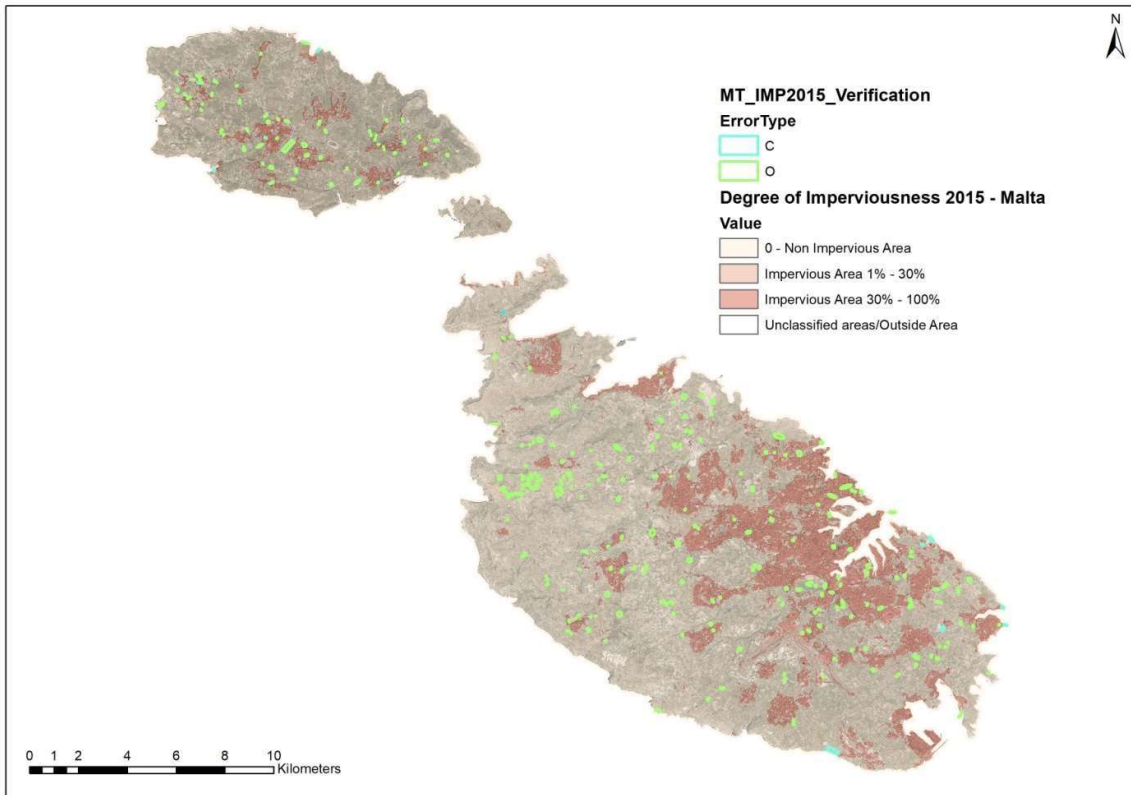 N
MT_IMP2015_Verification
ErrorType
C
O
Degree of Imperviousness 2015 - Malta
Value
0 - Non Impervious Area
Impervious Area 1% - 30%
Impervious Area 30% - 100%
Unclassified areas/Outside Area
0 1 2 4 6 8 10
Kilometers